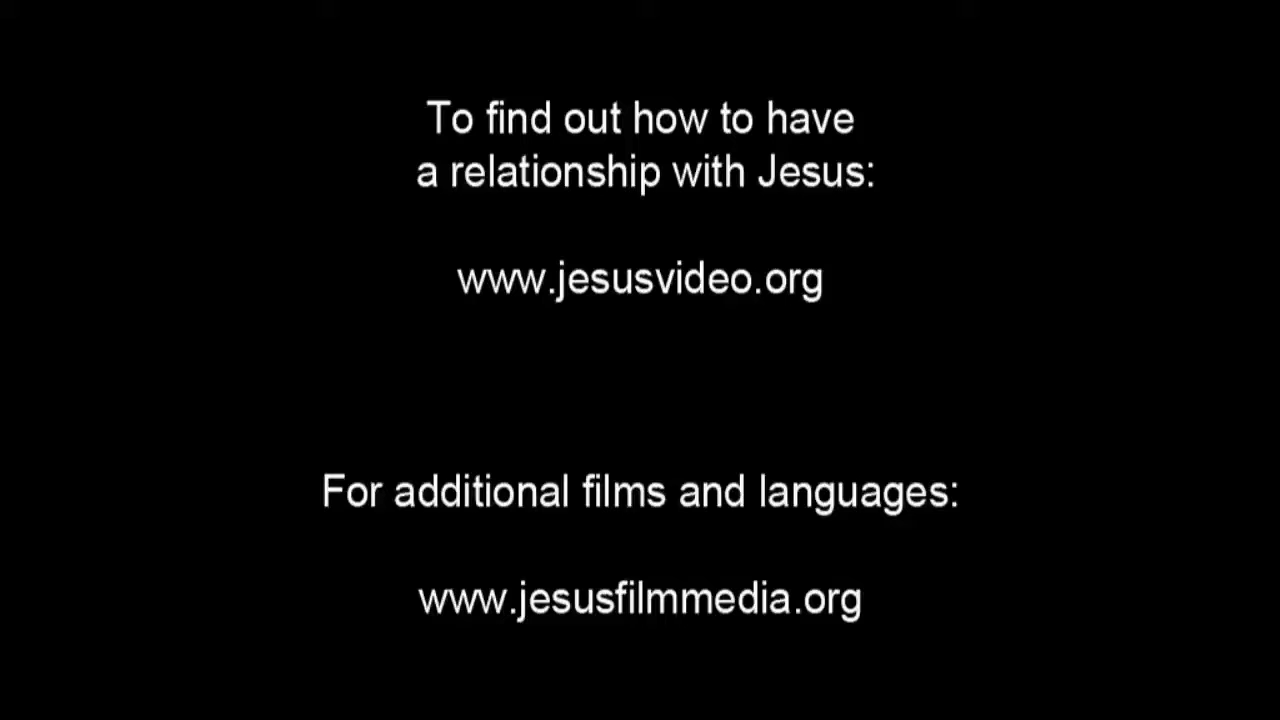 To find out how to have
a relationship with Jesus:
www.jesusvideo.org
For additional films and languages:
www.jesusfilmmedia.org